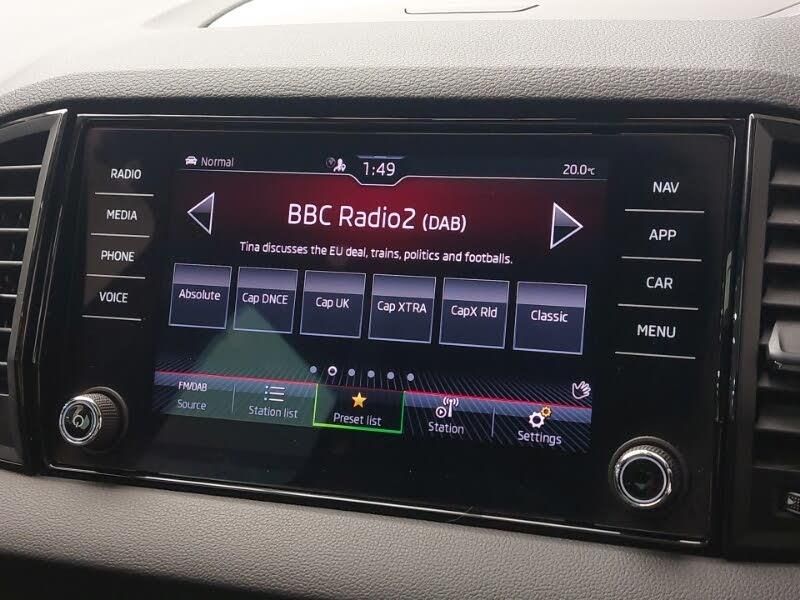 RADIO
MEDIA
PHONE
VOICE
Normal
1:49
20.0°C
BBC Radio2 (DAB)
Tina discusses the EU deal, trains, politics and footballs.
Absolute Cap DNCE Cap UK Cap XTRA CapX Rld Classic
FM/DAB
Source Station list Preset list Station Settings
NAV
APP
CAR
MENU